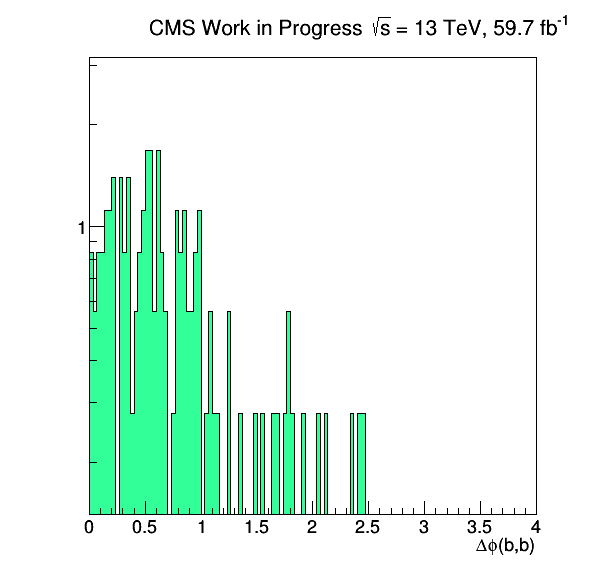 CMS Work in Progress √s = 13 TeV, 59.7 fb⁻¹
1
0 0.5 1 1.5 2 2.5 3 3.5 4
Δϕ(b,b)